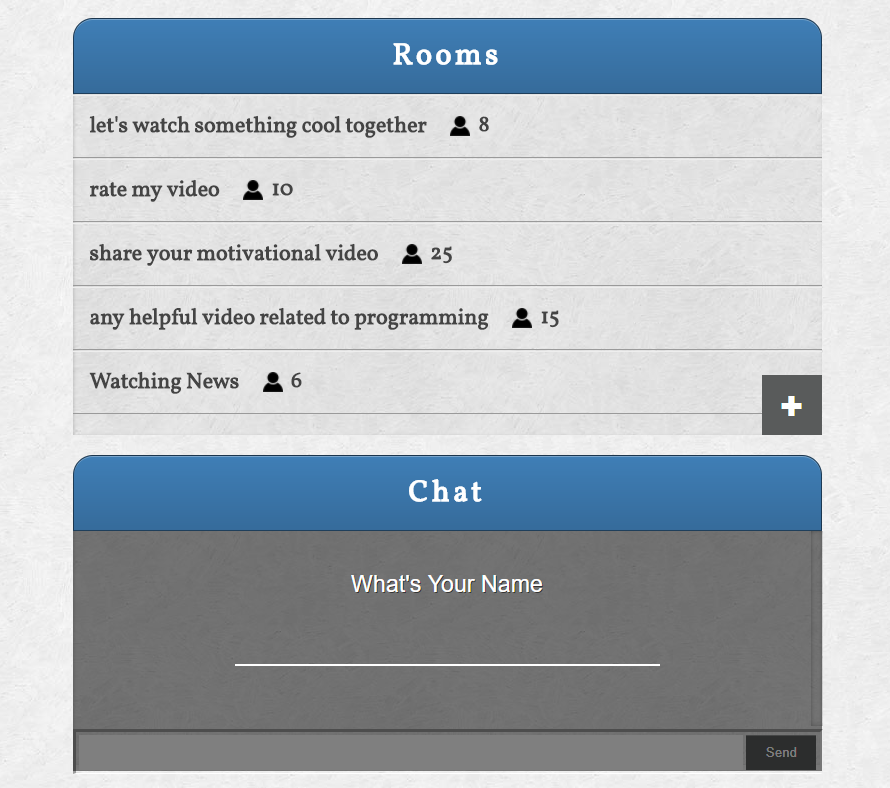 Rooms
let's watch something cool together 8
rate my video 10
share your motivational video 25
any helpful video related to programming 15
Watching News 6
Chat
What's Your Name
Send